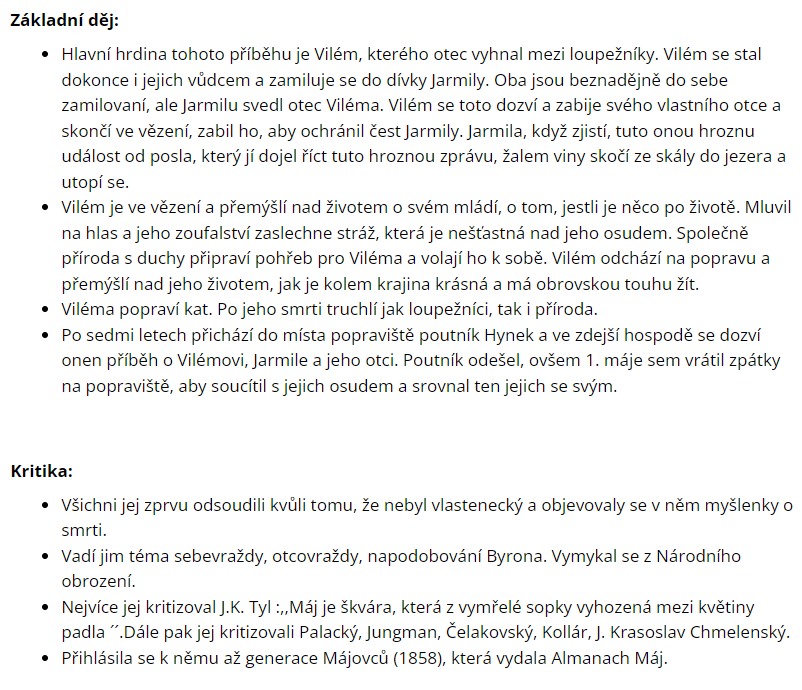 Základní děj:
• Hlavní hrdina tohoto příběhu je Vilém, kterého otec vyhnal mezi loupežníky. Vilém se stal
dokonce i jejich vůdcem a zamiluje se do dívky Jarmily. Oba jsou beznadějně do sebe
zamilovaní, ale Jarmilu svedl otec Viléma. Vilém se toto dozví a zabije svého vlastního otce a
skončí ve vězení, zabil ho, aby ochránil čest Jarmily. Jarmila, když zjistí, tuto onou hroznu
událost od posla, který jí dojel říct tuto hroznou zprávu, žalem viny skočí ze skály do jezera a
utopí se.
• Vilém je ve vězení a přemýšlí nad životem o svém mládí, o tom, jestli je něco po životě. Mluvil
na hlas a jeho zoufalství zaslechne stráž, která je nešťastná nad jeho osudem. Společně
příroda s duchy připraví pohřeb pro Viléma a volají ho k sobě. Vilém odchází na popravu a
přemýšlí nad jeho životem, jak je kolem krajina krásná a má obrovskou touhu žít.
• Viléma popraví kat. Po jeho smrti truchlí jak loupežníci, tak i příroda.
• Po sedmi letech přichází do místa popraviště poutník Hynek a ve zdejší hospodě se dozví
onen příběh o Vilémovi, Jarmile a jeho otci. Poutník odešel, ovšem 1. máje sem vrátil zpátky
na popraviště, aby soucítil s jejich osudem a srovnal ten jejich se svým.
Kritika:
• Všichni jej zprvu odsoudili kvůli tomu, že nebyl vlastenecký a objevovaly se v něm myšlenky o
smrti.
• Vadí jim téma sebevraždy, otcovraždy, napodobování Byrona. Vymykal se z Národního
obrození.
• Nejvíce jej kritizoval J.K. Tyl :,,Máj je škvára, která z vymřelé sopky vyhozená mezi květiny
padla ´´.Dále pak jej kritizovali Palacký, Jungman, Čelakovský, Kollár, J. Krasoslav Chmelenský.
• Přihlásila se k němu až generace Májovců (1858), která vydala Almanach Máj.